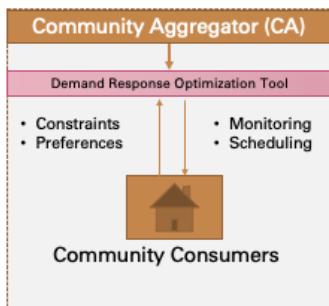 Community Aggregator (CA)
Demand Response Optimization Tool
• Constraints
• Preferences
• Monitoring
• Scheduling
Community Consumers